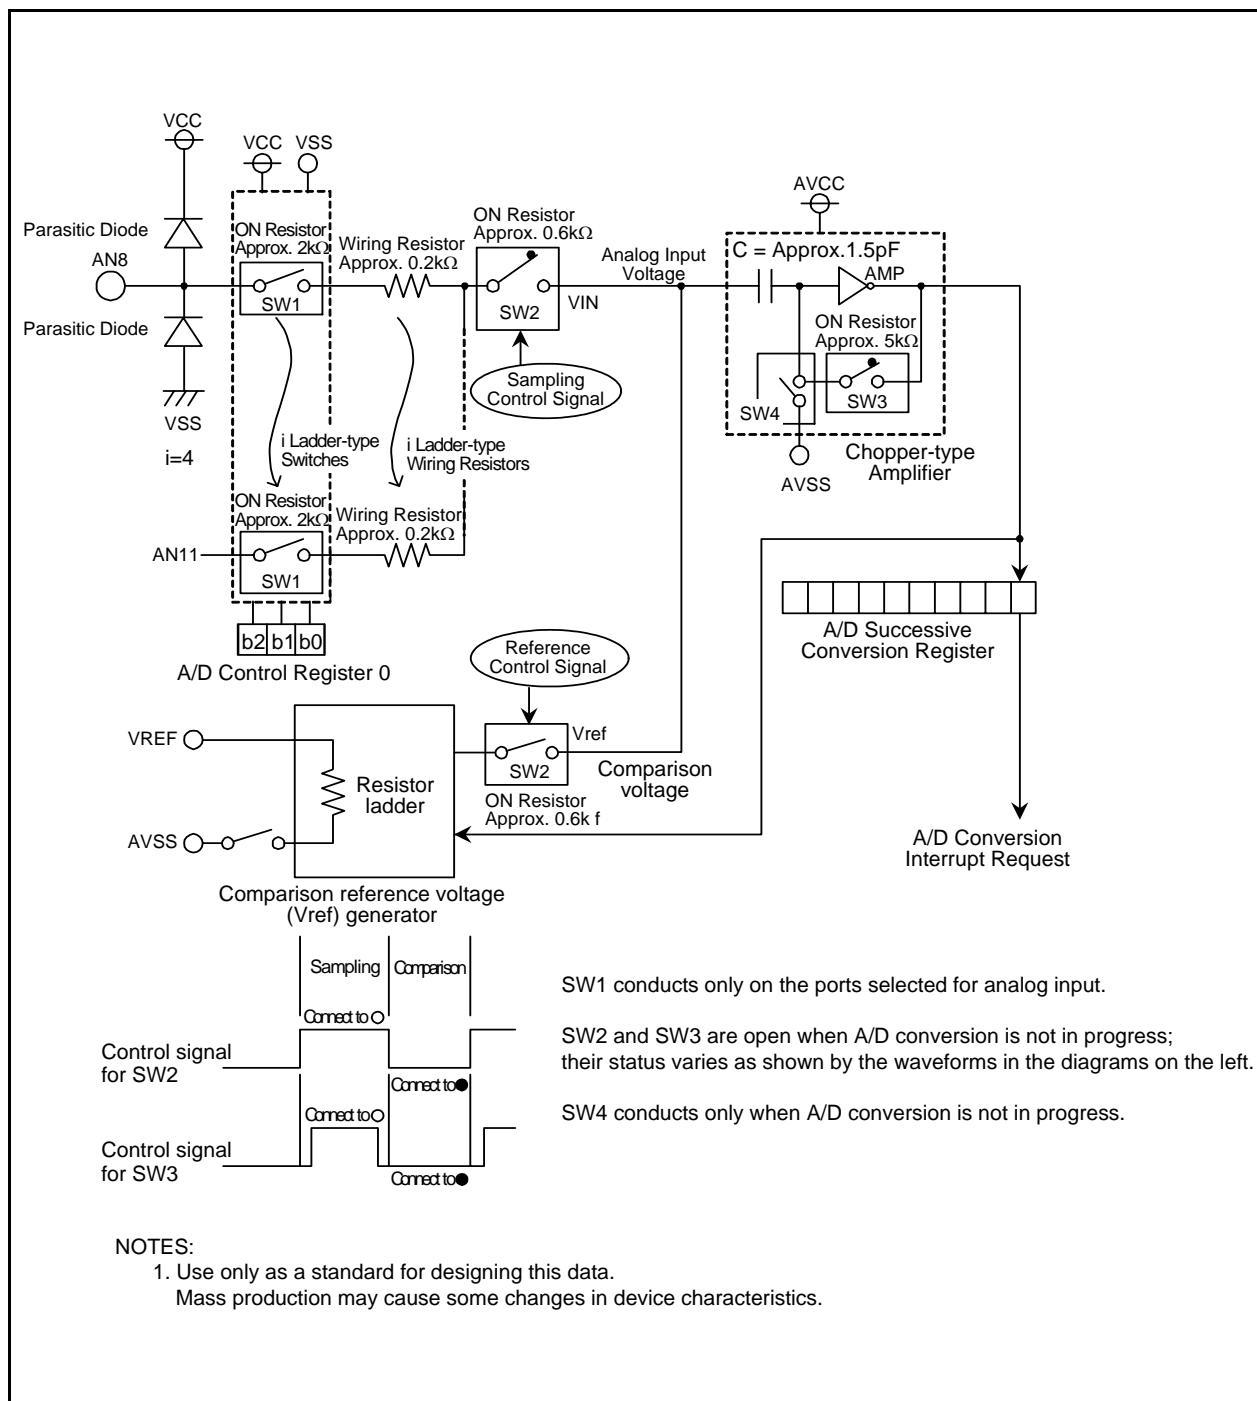 VCC
VCC
VSS
AVCC
Parasitic Diode
AN8
Parasitic Diode
VSS
i=4
ON Resistor
Approx. 2kΩ
SW1
Wiring Resistor
Approx. 0.2kΩ
ON Resistor
Approx. 0.6kΩ
SW2
VIN
Analog Input
Voltage
Sampling
Control Signal
C = Approx.1.5pF
AMP
ON Resistor
Approx. 5kΩ
SW3
SW4
AVSS
Chopper-type
Amplifier
i Ladder-type
Switches
i Ladder-type
Wiring Resistors
ON Resistor
Approx. 2kΩ
SW1
Wiring Resistor
Approx. 0.2kΩ
AN11
b2 b1 b0
A/D Control Register 0
A/D Successive
Conversion Register
Reference
Control Signal
VREF
AVSS
Resistor
ladder
Vref
SW2
ON Resistor
Approx. 0.6k f
Comparison
voltage
A/D Conversion
Interrupt Request
Comparison reference voltage
(Vref) generator
Sampling
Comparison
Connect to
Control signal
for SW2
Connect to
Connect to
Control signal
for SW3
Connect to
SW1 conducts only on the ports selected for analog input.
SW2 and SW3 are open when A/D conversion is not in progress;
their status varies as shown by the waveforms in the diagrams on the left.
SW4 conducts only when A/D conversion is not in progress.
NOTES:
1. Use only as a standard for designing this data.
Mass production may cause some changes in device characteristics.